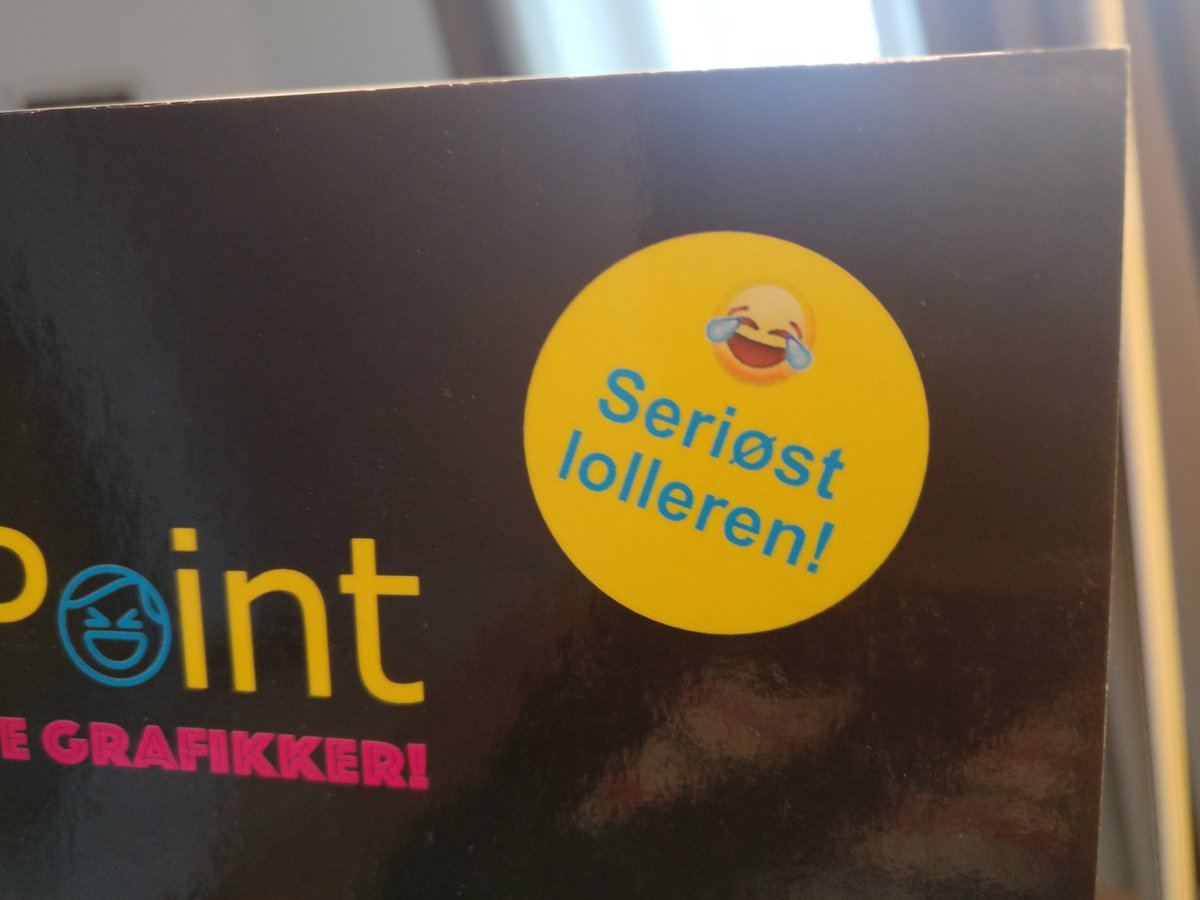 Seriøst
lolleren!
Point
E GRAFIKKER!